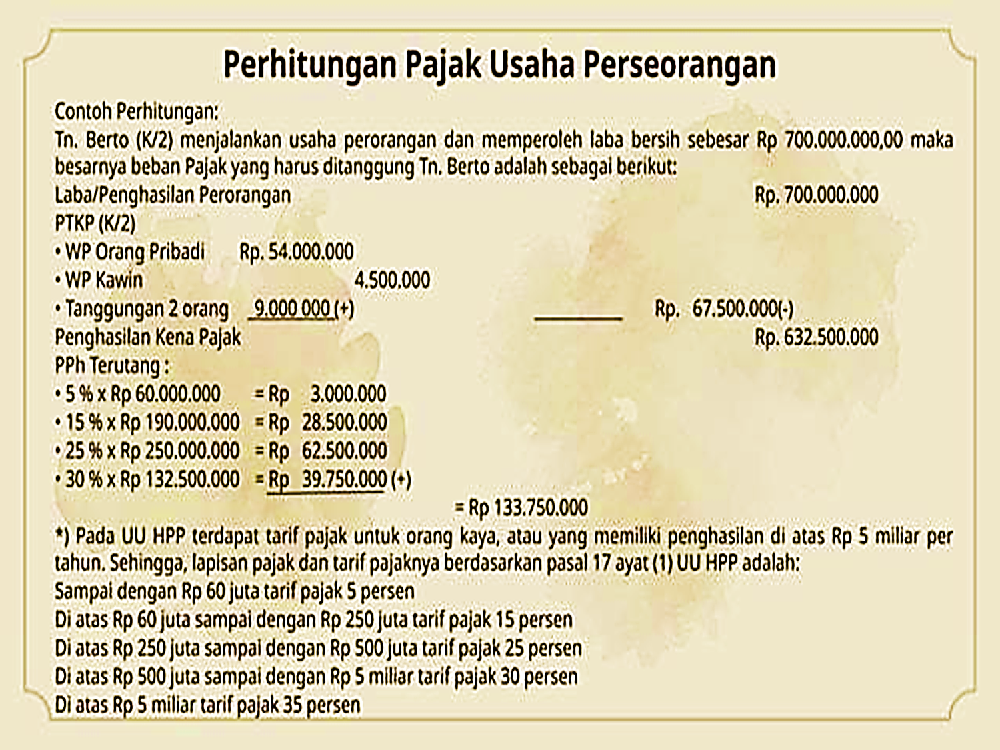 Perhitungan Pajak Usaha Perseorangan
Contoh Perhitungan:
Tn. Berto (K/2) menjalankan usaha perorangan dan memperoleh laba bersih sebesar Rp 700.000.000,00 maka
besarnya beban Pajak yang harus ditanggung Tn. Berto adalah sebagai berikut:
Laba/Penghasilan Perorangan Rp. 700.000.000
PTKP (K/2)
• WP Orang Pribadi Rp. 54.000.000
• WP Kawin 4.500.000
• Tanggungan 2 orang 9.000 000 (+) Rp. 67.500.000(-)
Penghasilan Kena Pajak Rp. 632.500.000
PPh Terutang :
• 5 % x Rp 60.000.000 = Rp 3.000.000
• 15 % x Rp 190.000.000 = Rp 28.500.000
• 25 % x Rp 250.000.000 = Rp 62.500.000
• 30 % x Rp 132.500.000 = Rp 39.750.000 (+)
= Rp 133.750.000
*) Pada UU HPP terdapat tarif pajak untuk orang kaya, atau yang memiliki penghasilan di atas Rp 5 miliar per
tahun. Sehingga, lapisan pajak dan tarif pajaknya berdasarkan pasal 17 ayat (1) UU HPP adalah:
Sampai dengan Rp 60 juta tarif pajak 5 persen
Di atas Rp 60 juta sampai dengan Rp 250 juta tarif pajak 15 persen
Di atas Rp 250 juta sampai dengan Rp 500 juta tarif pajak 25 persen
Di atas Rp 500 juta sampai dengan Rp 5 miliar tarif pajak 30 persen
Di atas Rp 5 miliar tarif pajak 35 persen